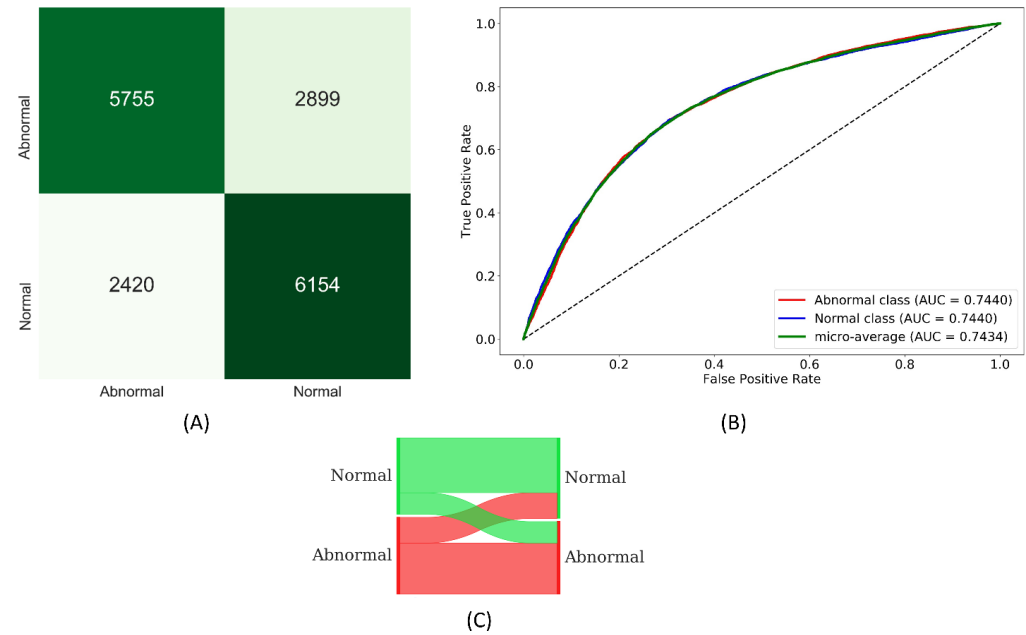 Abnormal
5755
2899
Normal
2420
6154
Abnormal
Normal
(A)
True Positive Rate
1.0
0.8
0.6
0.4
0.2
0.0
Abnormal class (AUC = 0.7440)
Normal class (AUC = 0.7440)
micro-average (AUC = 0.7434)
0.0
0.2
0.4
0.6
0.8
1.0
False Positive Rate
(B)
Normal
Normal
Abnormal
Abnormal
(C)